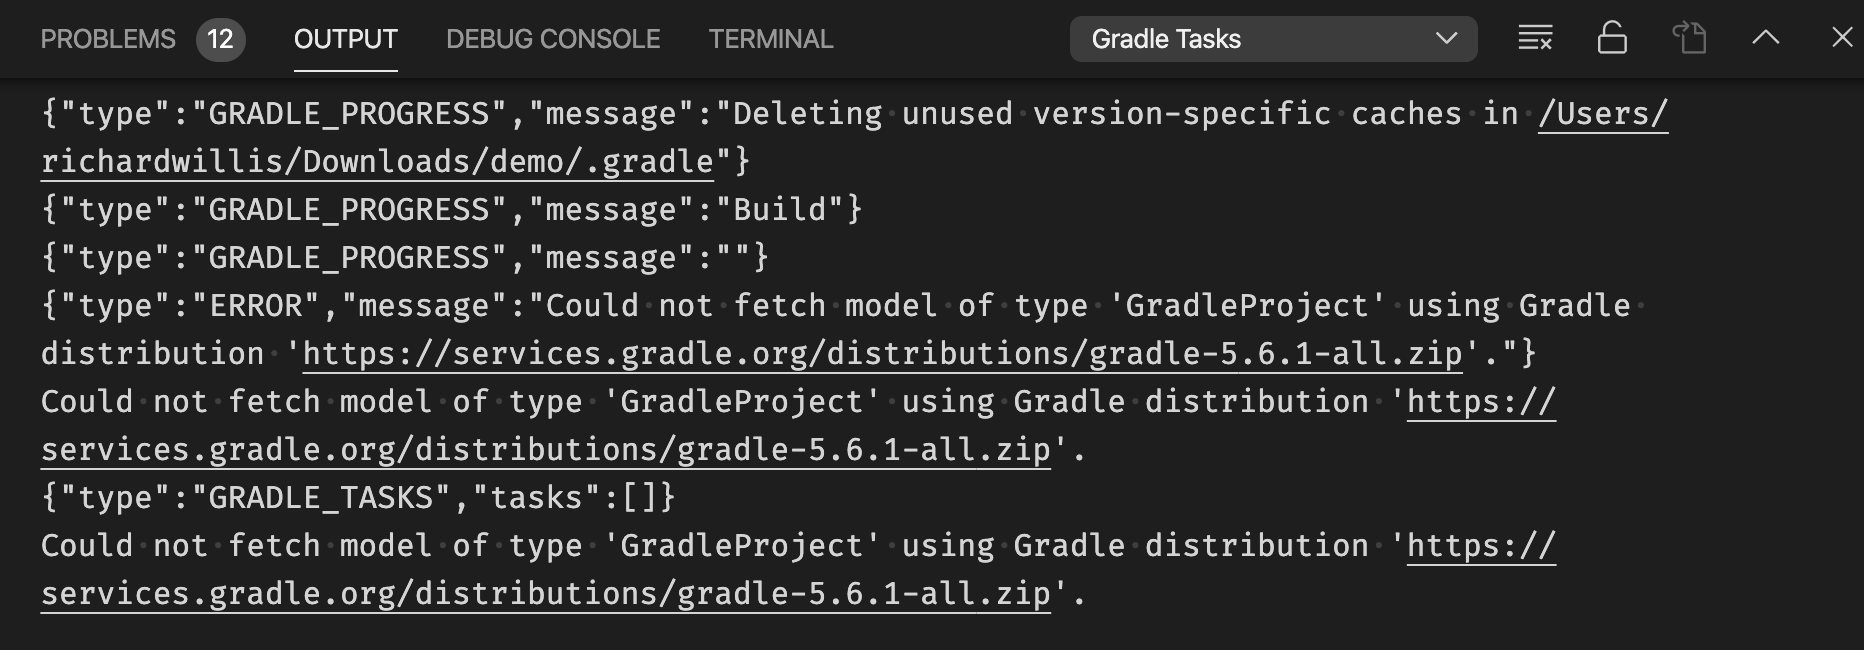 PROBLEMS 12 OUTPUT DEBUG CONSOLE TERMINAL Gradle Tasks
{"type":"GRADLE_PROGRESS","message":"Deleting unused version-specific caches in /Users/
richardwillis/Downloads/demo/.gradle"}
{"type":"GRADLE_PROGRESS","message":"Build"}
{"type":"GRADLE_PROGRESS","message":""}
{"type":"ERROR","message":"Could not fetch model of type 'GradleProject' using Gradle
distribution 'https://services.gradle.org/distributions/gradle-5.6.1-all.zip'."}
Could not fetch model of type 'GradleProject' using Gradle distribution 'https://
services.gradle.org/distributions/gradle-5.6.1-all.zip'.
{"type":"GRADLE_TASKS","tasks":[]}
Could not fetch model of type 'GradleProject' using Gradle distribution 'https://
services.gradle.org/distributions/gradle-5.6.1-all.zip'.